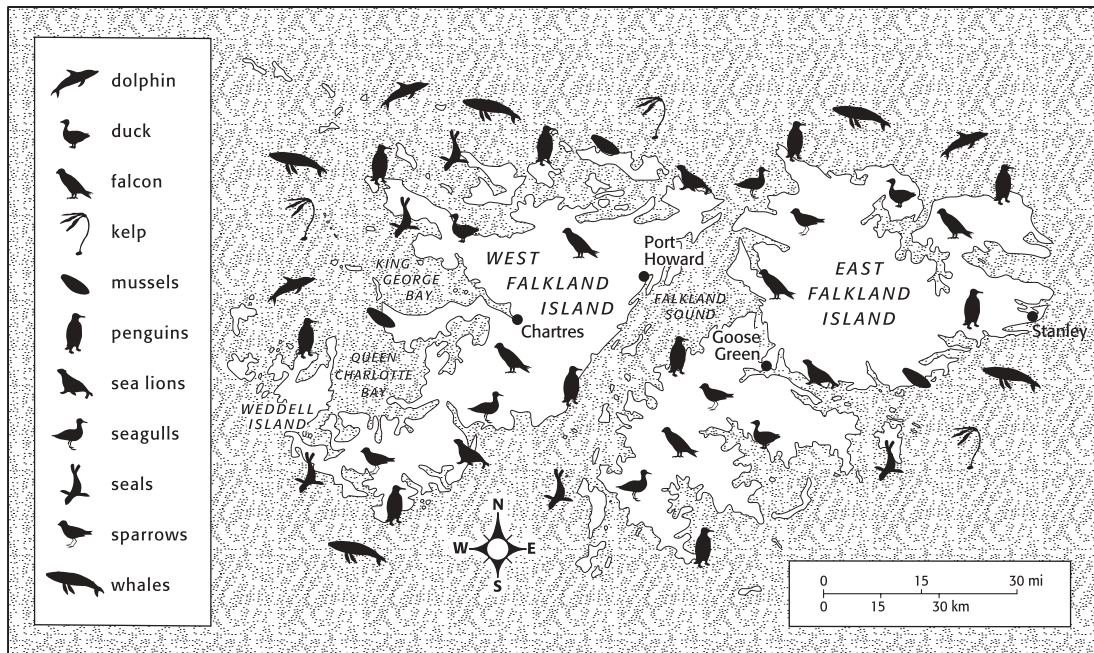 dolphin
duck
falcon
kelp
mussels
penguins
sea lions
seagulls
seals
sparrows
whales
WEST
FALKLAND
ISLAND
Port
Howard
KING
GEORGE
BAY
EAST
FALKLAND
ISLAND
FALKLAND
SOUND
Chartres
Stanley
Goose
Green
QUEEN
CHARLOTTE
BAY
WEDDELL
ISLAND
N
W
E
S
0 15 30 mi
0 15 30 km